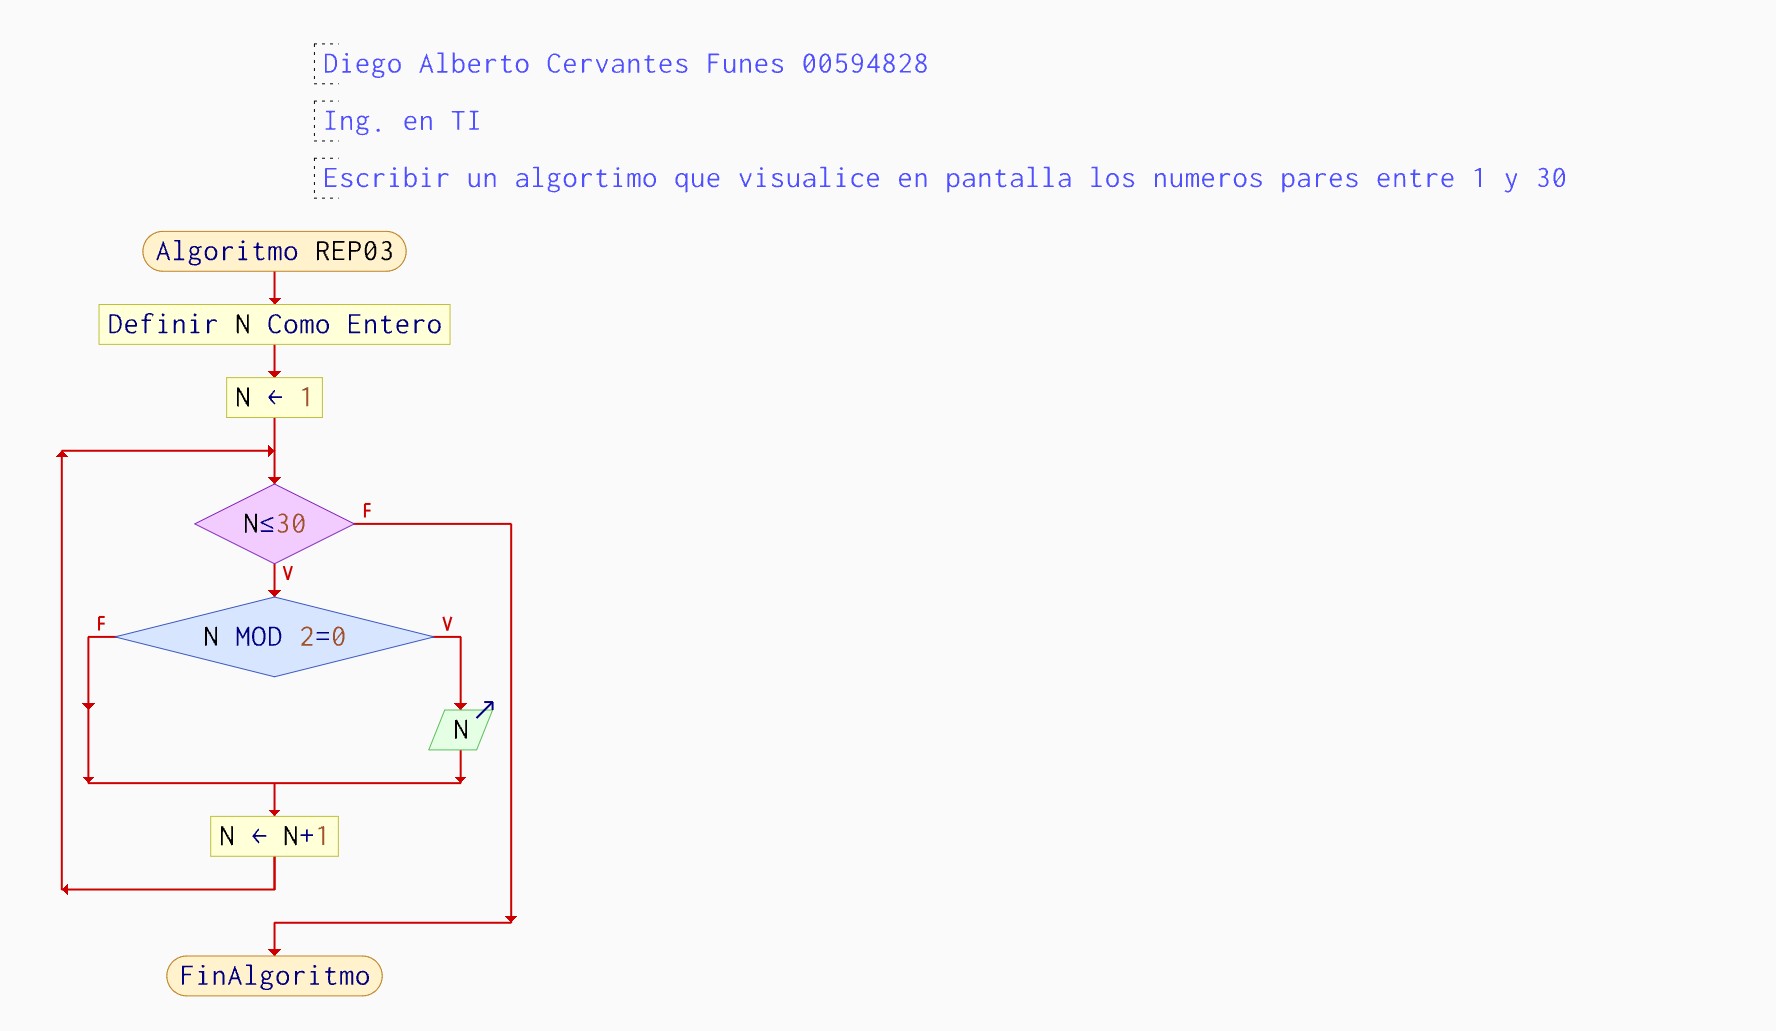 Diego Alberto Cervantes Funes 00594828
Ing. en TI
Escribir un algortimo que visualice en pantalla los numeros pares entre 1 y 30
Algoritmo REP03
Definir N Como Entero
N ← 1
N≤30
F
V
F
N MOD 2=0
V
N
N ← N+1
FinAlgoritmo